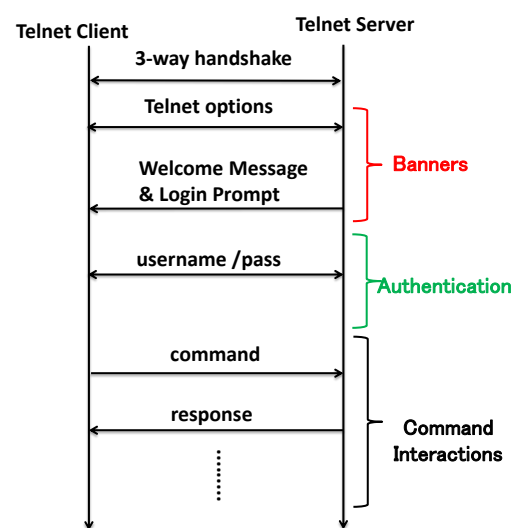 Telnet Client
Telnet Server
3-way handshake
Telnet options
Banners
Welcome Message
& Login Prompt
username /pass
Authentication
command
response
Command
Interactions